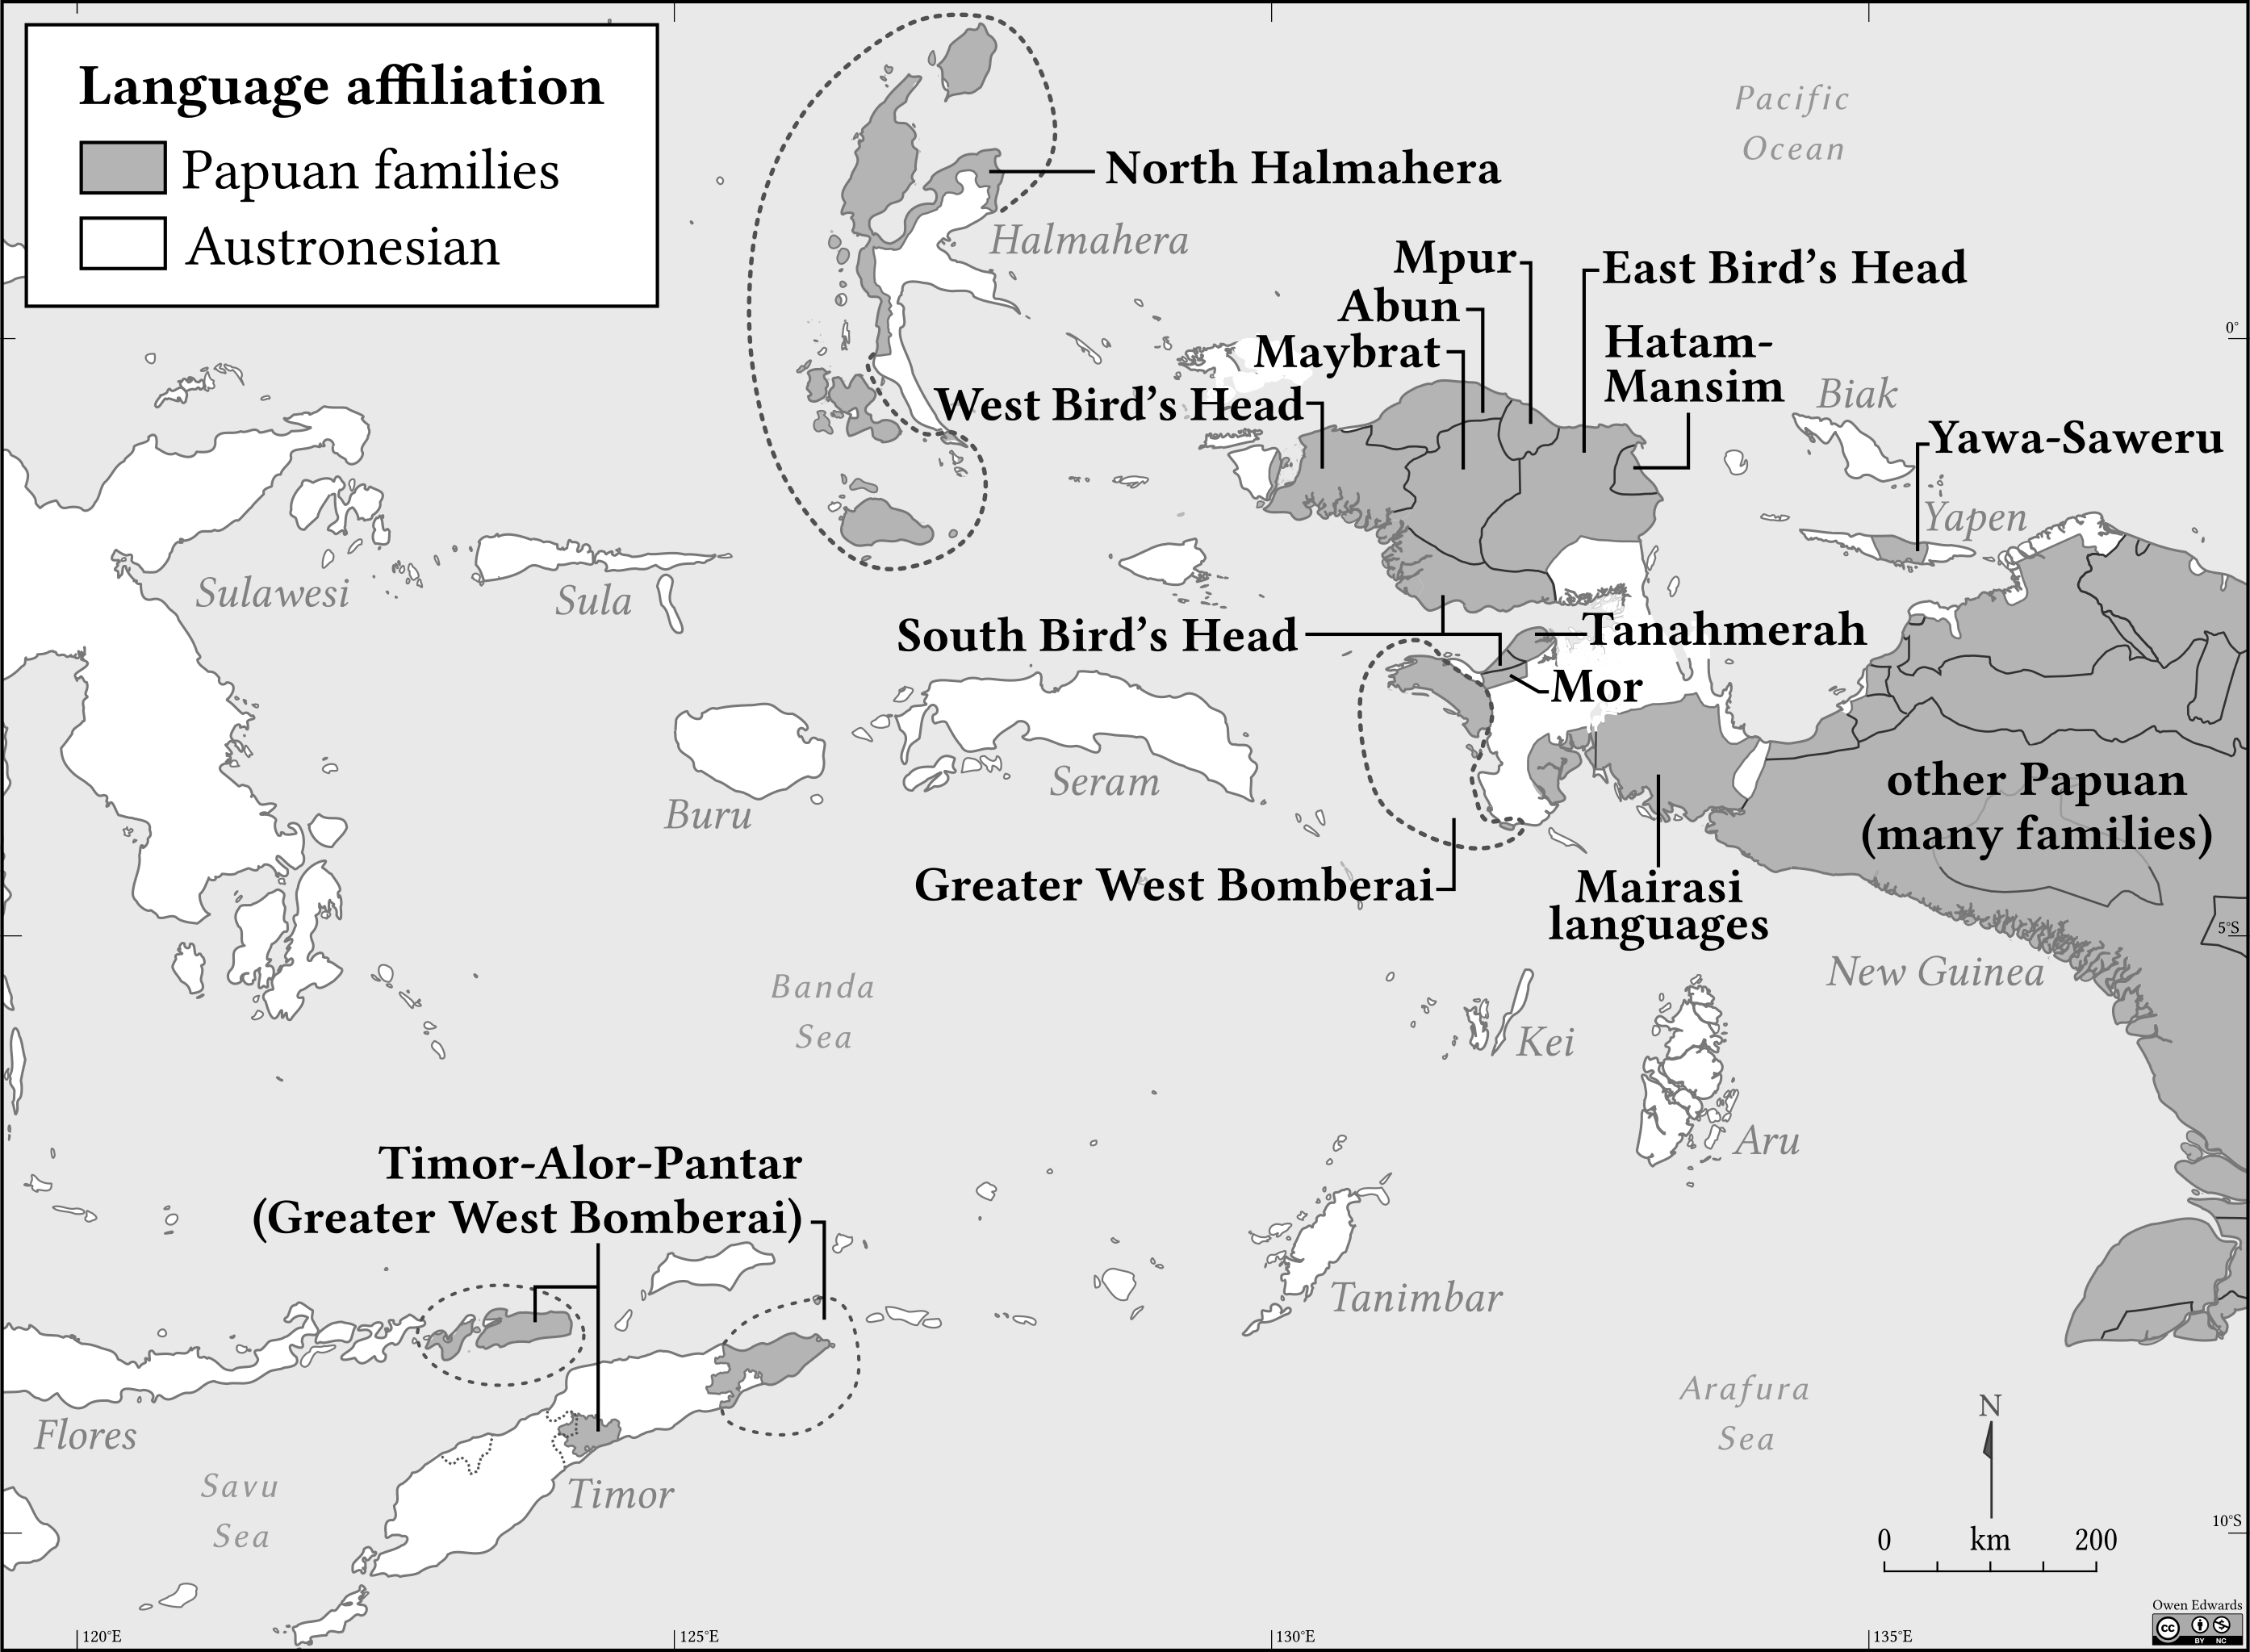 Language affiliation
Papuan families
Austronesian
Pacific
Ocean
North Halmahera
Halmahera
Mpur
East Bird's Head
Abun
Hatam-
Mansim
Maybrat
0°
Biak
West Bird's Head
Yawa-Saweru
Yapen
Sulawesi
Sula
South Bird's Head
Tanahmerah
Mor
Seram
Buru
other Papuan
(many families)
Greater West Bomberai
Mairasi
languages
5°S
New Guinea
Banda
Sea
Kei
Aru
Timor-Alor-Pantar
(Greater West Bomberai)
Tanimbar
Arafura
Sea
N
Flores
Savu
Sea
Timor
10°S
0 km 200
Owen Edwards
cc BY NC
120°E
125°E
130°E
135°E